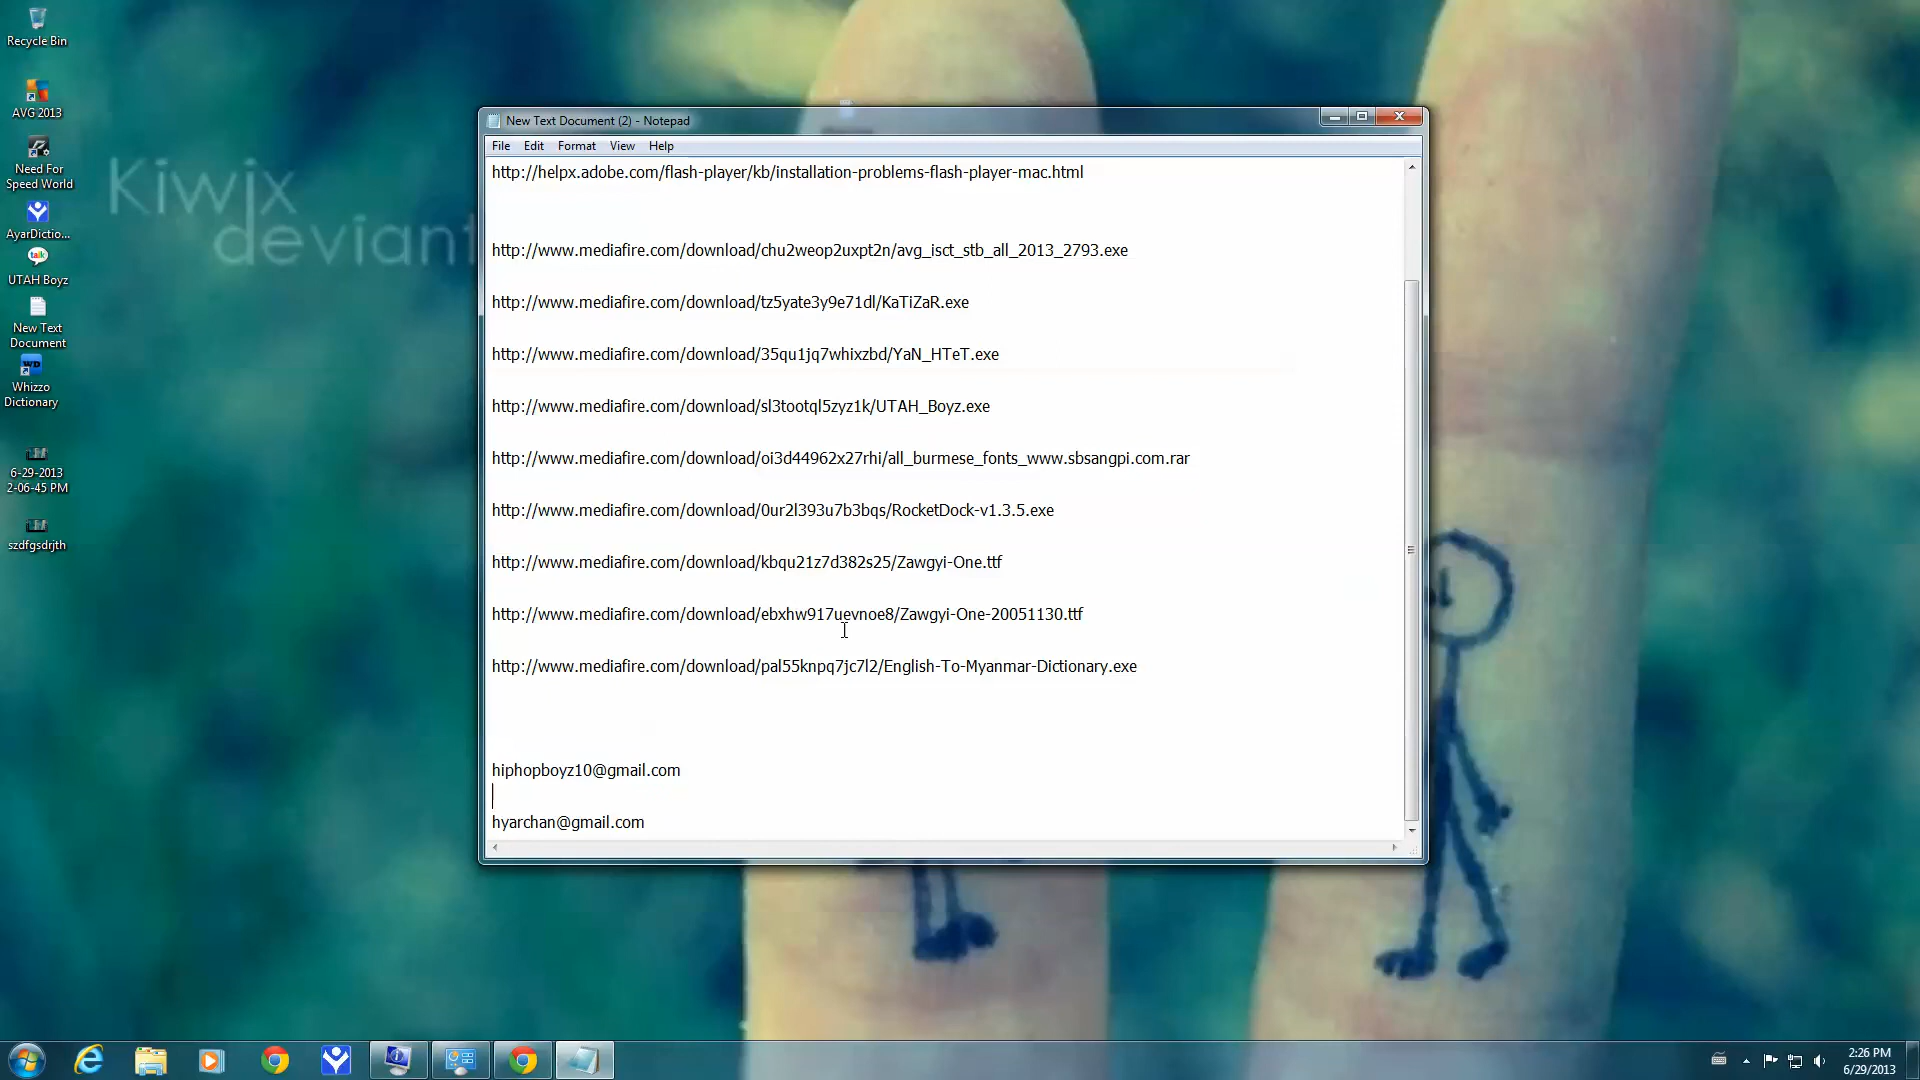 Recycle Bin
AVG 2013
Need For
Speed World
AyarDictio...
UTAH Boyz
New Text
Document
Whizzo
Dictionary
6-29-2013
2-06-45 PM
szdfgsdrjth
Kiwix
deviant
New Text Document (2) - Notepad
File Edit Format View Help
http://helpx.adobe.com/flash-player/kb/installation-problems-flash-player-mac.html
http://www.mediafire.com/download/chu2weop2uxpt2n/avg_isct_stb_all_2013_2793.exe
http://www.mediafire.com/download/tz5yate3y9e71dl/KaTiZaR.exe
http://www.mediafire.com/download/35qu1jq7whixzbd/YaN_HTeT.exe
http://www.mediafire.com/download/sl3tootql5zyz1k/UTAH_Boyz.exe
http://www.mediafire.com/download/oi3d44962x27rhi/all_burmese_fonts_www.sbsangpi.com.rar
http://www.mediafire.com/download/0ur2l393u7b3bqs/RocketDock-v1.3.5.exe
http://www.mediafire.com/download/kbqu21z7d382s25/Zawgyi-One.ttf
http://www.mediafire.com/download/ebxhw917uevnoe8/Zawgyi-One-20051130.ttf
http://www.mediafire.com/download/pal55knpq7jc7l2/English-To-Myanmar-Dictionary.exe
hiphopboyz10@gmail.com
hyarchan@gmail.com
2:26 PM
6/29/2013